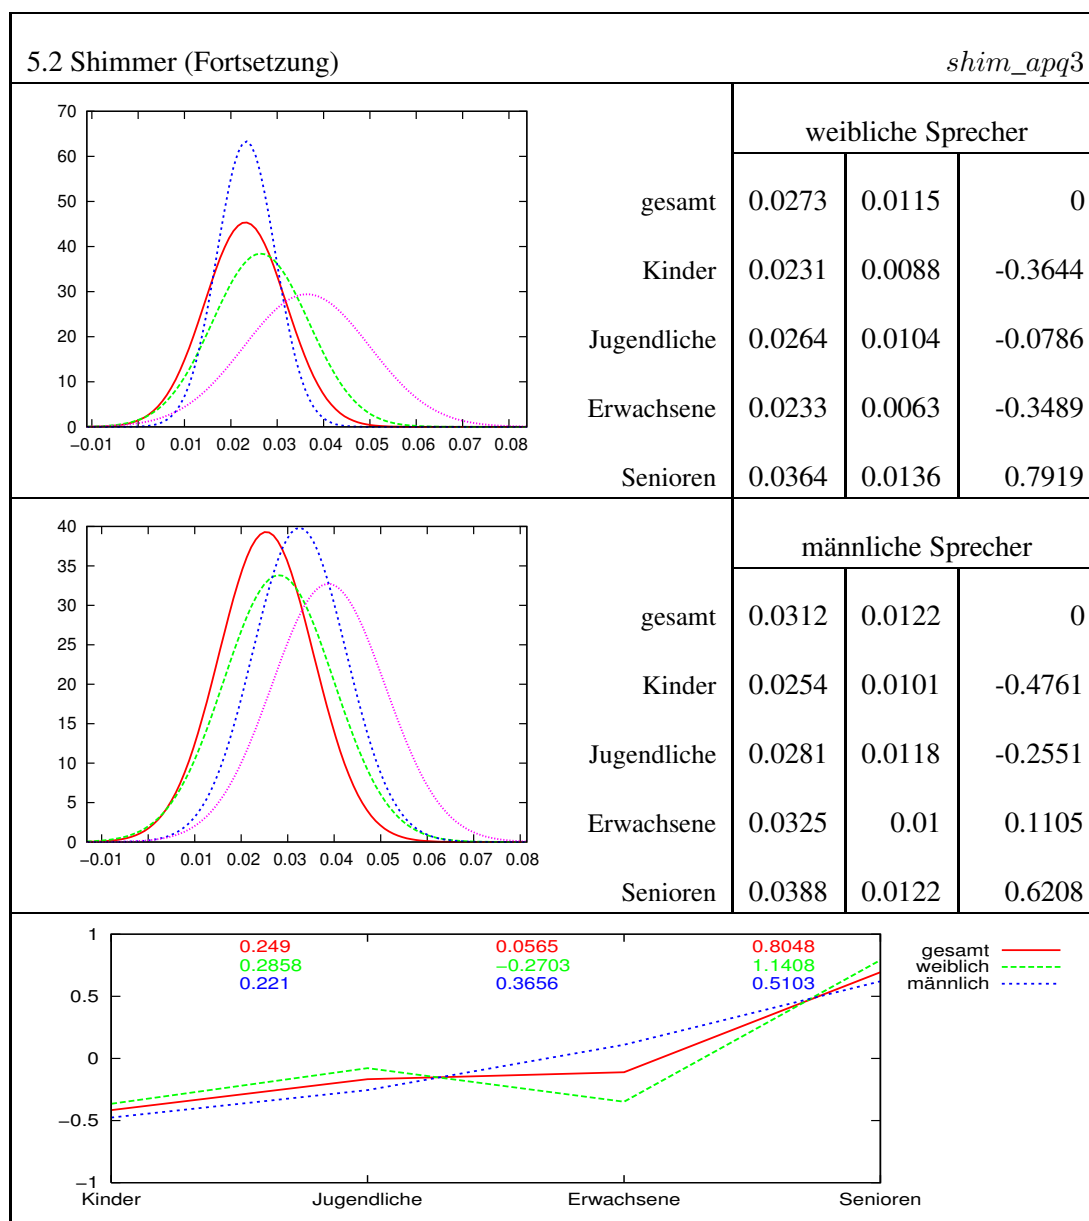 5.2 Shimmer (Fortsetzung) shim_apq3
70
60
50
40
30
20
10
0
−0.01 0 0.01 0.02 0.03 0.04 0.05 0.06 0.07 0.08
weibliche Sprecher
gesamt 0.0273 0.0115 0
Kinder 0.0231 0.0088 -0.3644
Jugendliche 0.0264 0.0104 -0.0786
Erwachsene 0.0233 0.0063 -0.3489
Senioren 0.0364 0.0136 0.7919
40
35
30
25
20
15
10
5
0
−0.01 0 0.01 0.02 0.03 0.04 0.05 0.06 0.07 0.08
männliche Sprecher
gesamt 0.0312 0.0122 0
Kinder 0.0254 0.0101 -0.4761
Jugendliche 0.0281 0.0118 -0.2551
Erwachsene 0.0325 0.01 0.1105
Senioren 0.0388 0.0122 0.6208
1
0.5
0
−0.5
−1
0.249 0.0565 0.8048
0.2858 −0.2703 1.1408
0.221 0.3656 0.5103
gesamt
weiblich
männlich
Kinder Jugendliche Erwachsene Senioren